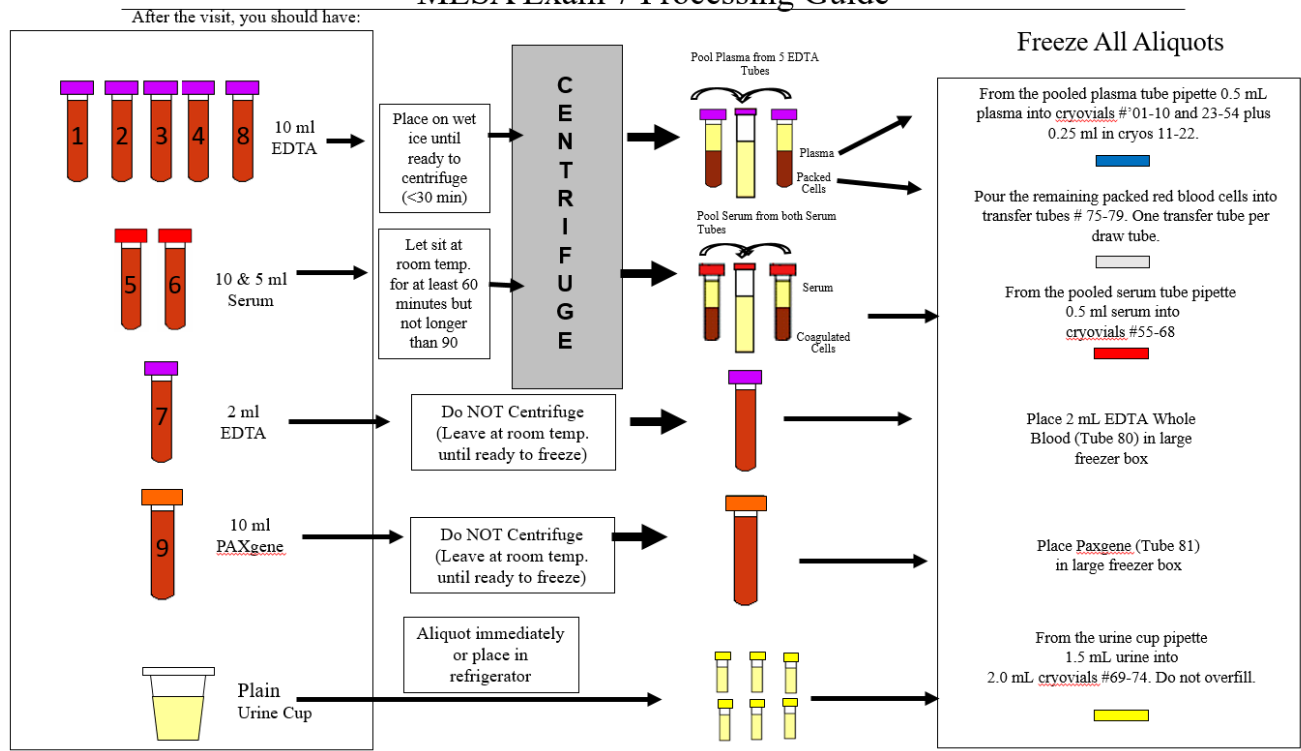 MESA Exam 7 Processing Guide
After the visit, you should have:
Freeze All Aliquots
1
2
3
4
8
10 ml
EDTA
Place on wet
ice until
ready to
centrifuge
(<30 min)
C
E
N
T
R
I
F
U
G
E
Pool Plasma from 5 EDTA
Tubes
Plasma
Packed
Cells
From the pooled plasma tube pipette 0.5 mL
plasma into cryovials #’01-10 and 23-54 plus
0.25 ml in cryos 11-22.
Pour the remaining packed red blood cells into
transfer tubes # 75-79. One transfer tube per
draw tube.
5
6
10 & 5 ml
Serum
Let sit at
room temp.
for at least 60
minutes but
not longer
than 90
Pool Serum from both Serum
Tubes
Serum
Coagulated
Cells
From the pooled serum tube pipette
0.5 ml serum into
cryovials #55-68
7
2 ml
EDTA
Do NOT Centrifuge
(Leave at room temp.
until ready to freeze)
Place 2 mL EDTA Whole
Blood (Tube 80) in large
freezer box
9
10 ml
PAXgene
Do NOT Centrifuge
(Leave at room temp.
until ready to freeze)
Place Paxgene (Tube 81)
in large freezer box
Plain
Urine Cup
Aliquot immediately
or place in
refrigerator
From the urine cup pipette
1.5 mL urine into
2.0 mL cryovials #69-74. Do not overfill.